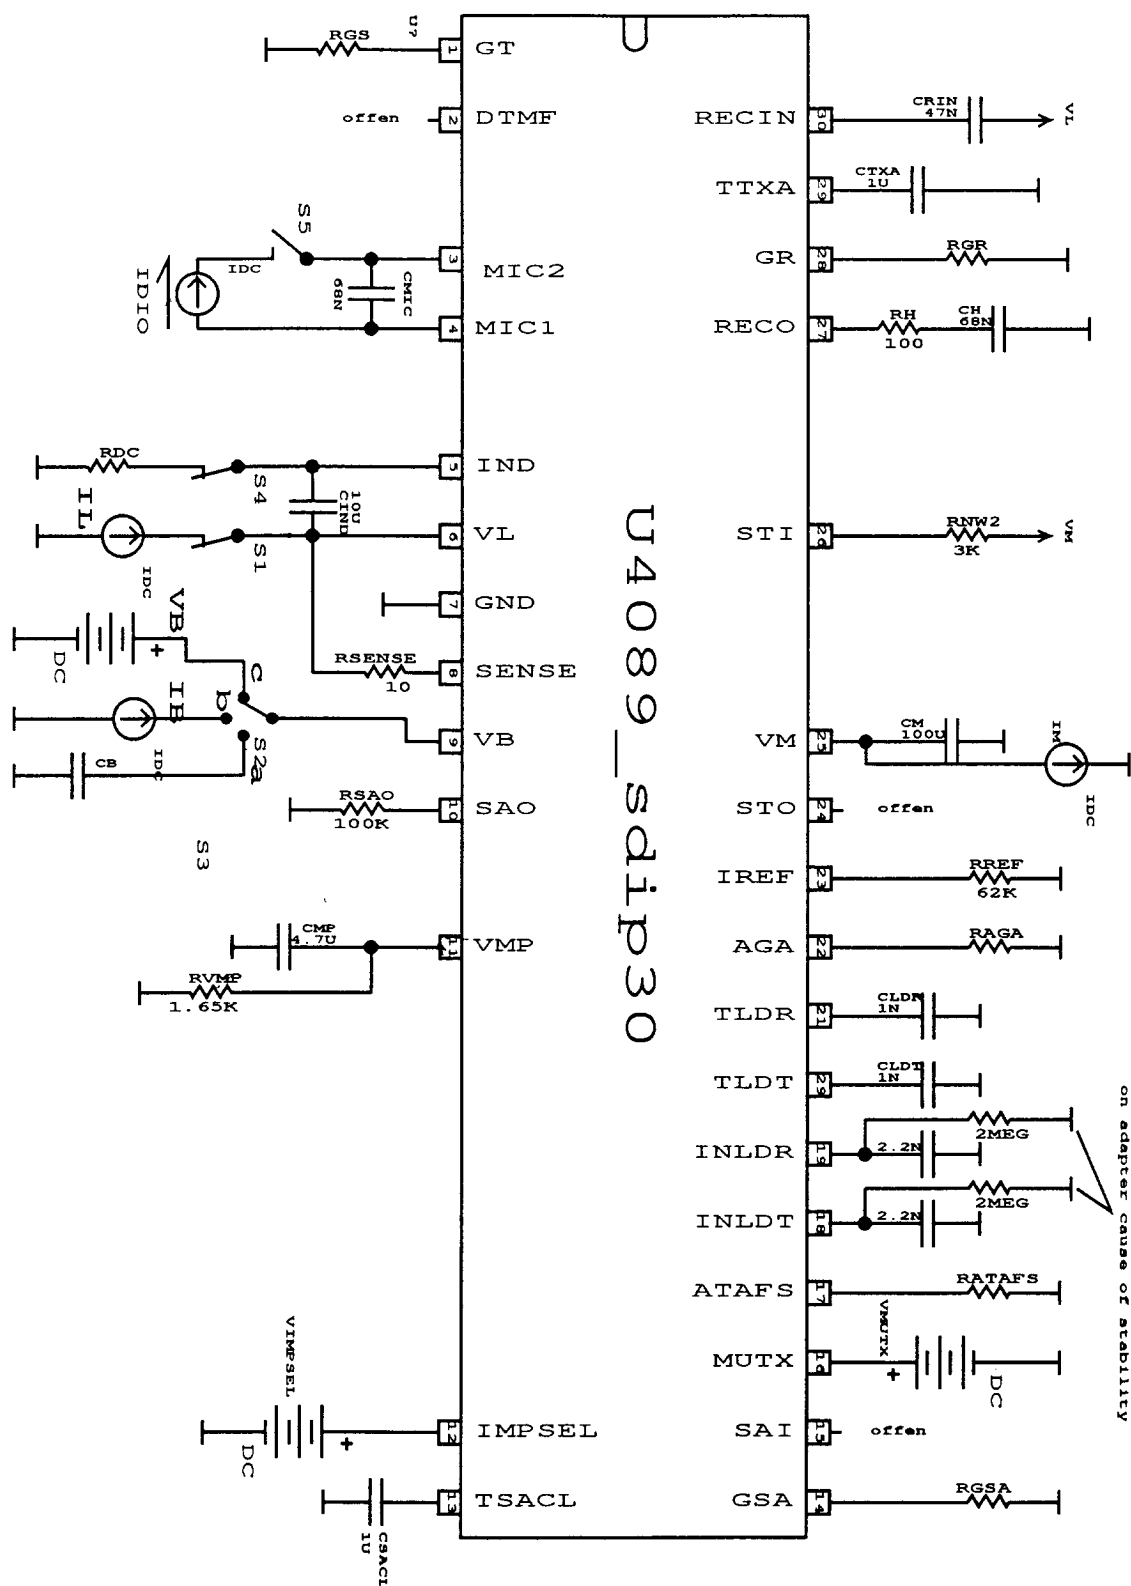 U?
RGS
1
GT
offen
2
DTMF
S5
IDC
IDIO
CMIC
68N
3
MIC2
4
MIC1
RDC
S4
5
IND
10U
CIND
IL
IDC
S1
6
VL
7
GND
RSENSE
10
8
SENSE
VB
+
DC
c
b
S2a
IB
IDC
CB
9
VB
RSAO
100K
10
SAO
S3
CMP
4.7U
11
VMP
RVMP
1.65K
VIMPSEL
DC
+
12
IMPSEL
CSACL
1U
13
TSACL
U4089_sdip30
RECIN
30
CRIN
47N
VL
TTXA
29
CTXA
1U
GR
28
RGR
RECO
27
RH
100
CH
68N
STI
26
RNW2
3K
VM
VM
25
CM
100U
IM
IDC
STO
24
offen
IREF
23
RREF
62K
AGA
22
RAGA
TLDR
21
CLDR
1N
TLDT
29
CLDT
1N
INLDR
19
2MEG
2.2N
INLDT
18
2MEG
2.2N
on adapter cause of stability
ATAFS
17
RATAFS
MUTX
16
VMUTX
+
DC
SAI
15
offen
GSA
14
RGSA